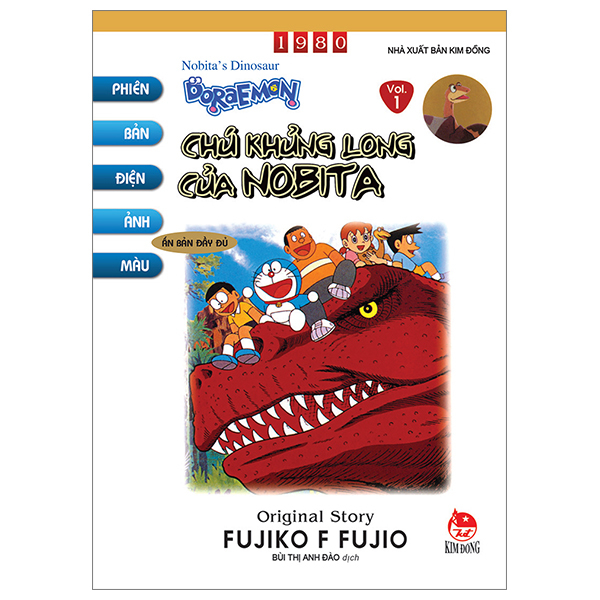 1980
NHÀ XUẤT BẢN KIM ĐỒNG
Nobita's Dinosaur
DORAEMON
Vol.
1
CHÚ KHỦNG LONG
CỦA NOBITA
PHIÊN
BẢN
ĐIỆN
ẢNH
MÀU
ẤN BẢN ĐẦY ĐỦ
Original Story
FUJIKO F FUJIO
BÙI THỊ ANH ĐÀO dịch
KIM ĐỒNG